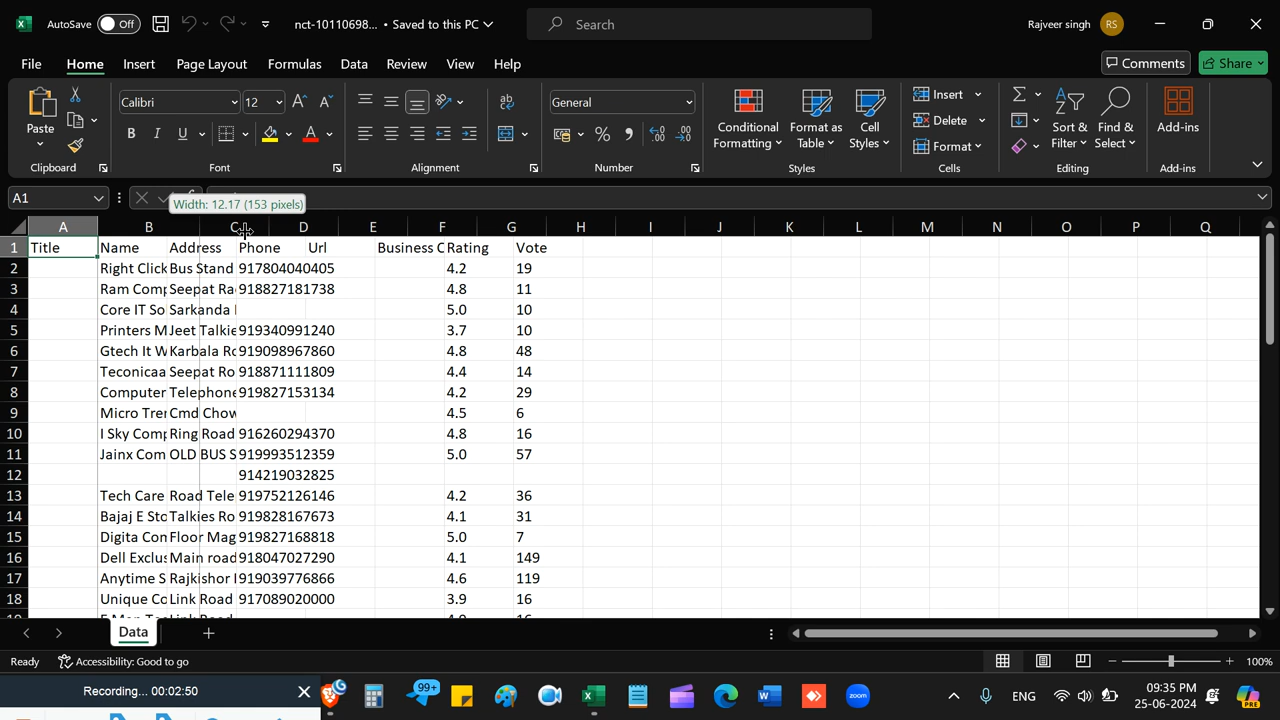 AutoSave Off nct-10110698... • Saved to this PC Search Rajveer singh RS
File Home Insert Page Layout Formulas Data Review View Help Comments Share
Paste Calibri 12 General Conditional Formatting Format as Table Cell Styles Insert Delete Format Sort & Filter Find & Select Add-ins
Clipboard Font Alignment Number Styles Cells Editing Add-ins
A1 Width: 12.17 (153 pixels)
A B C D E F G H I J K L M N O P Q
1 Title Name Address Phone Url Business C Rating Vote
2 Right Click Bus Stand 917804040405 4.2 19
3 Ram Comp Seepat Ra 918827181738 4.8 11
4 Core IT So Sarkanda 5.0 10
5 Printers M Jeet Talkie 919340991240 3.7 10
6 Gtech It W Karbala Ro 919098967860 4.8 48
7 Teconicaa Seepat Ro 918871111809 4.4 14
8 Computer Telephone 919827153134 4.2 29
9 Micro Trer Cmd Chow 4.5 6
10 I Sky Comp Ring Road 916260294370 4.8 16
11 Jainx Com OLD BUS S 919993512359 5.0 57
12 914219032825
13 Tech Care Road Tele 919752126146 4.2 36
14 Bajaj E Sto Talkies Ro 919828167673 4.1 31
15 Digita Con Floor Mag 919827168818 5.0 7
16 Dell Exclus Main road 918047027290 4.1 149
17 Anytime S Rajkishor 919039776866 4.6 119
18 Unique Co Link Road 917089020000 3.9 16
Data
Ready Accessibility: Good to go 100%
Recording... 00:02:50 99+ zoom ENG 09:35 PM
25-06-2024 PRE